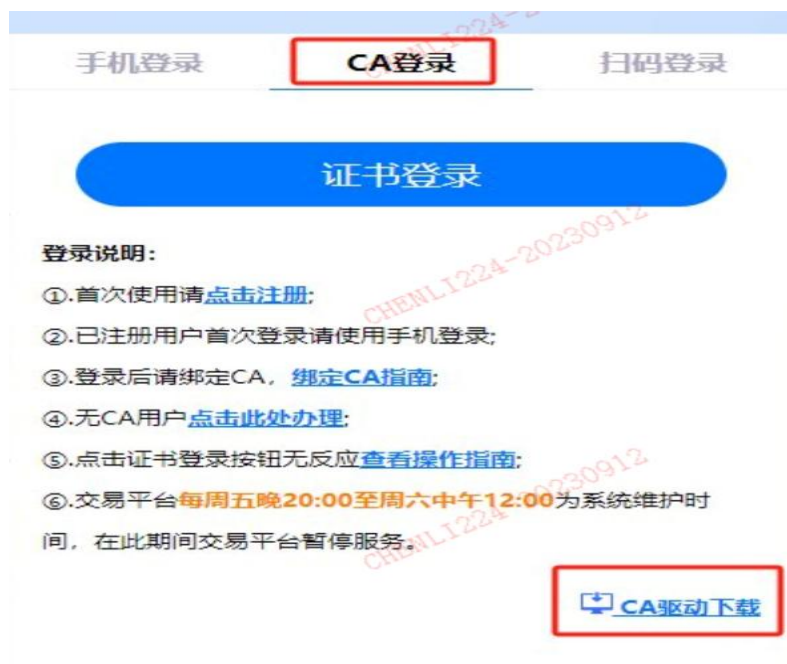 手机登录 CA登录 扫码登录
证书登录
登录说明：
①.首次使用请点击注册;
②.已注册用户首次登录请使用手机登录;
③.登录后请绑定CA，绑定CA指南;
④.无CA用户点击此处办理;
⑤.点击证书登录按钮无反应查看操作指南;
⑥.交易平台每周五晚20:00至周六中午12:00为系统维护时
间，在此期间交易平台暂停服务。
CA驱动下载
CHENLI224-20230912